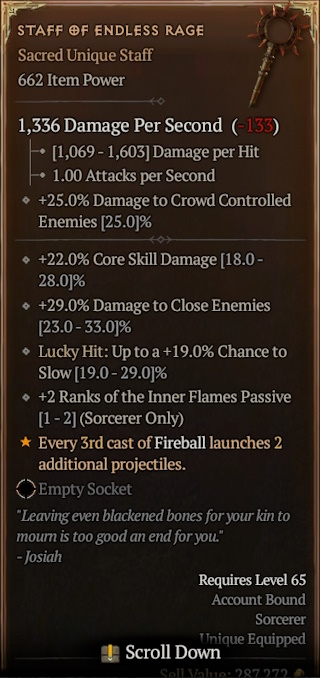 STAFF OF ENDLESS RAGE
Sacred Unique Staff
662 Item Power
1,336 Damage Per Second (-133)
[1,069 - 1,603] Damage per Hit
1.00 Attacks per Second
+25.0% Damage to Crowd Controlled
Enemies [25.0]%
+22.0% Core Skill Damage [18.0 -
28.0]%
+29.0% Damage to Close Enemies
[23.0 - 33.0]%
Lucky Hit: Up to a +19.0% Chance to
Slow [19.0 - 29.0]%
+2 Ranks of the Inner Flames Passive
[1 - 2] (Sorcerer Only)
Every 3rd cast of Fireball launches 2
additional projectiles.
Empty Socket
"Leaving even blackened bones for your kin to
mourn is too good an end for you."
- Josiah
Requires Level 65
Account Bound
Sorcerer
Unique Equipped
Scroll Down
Sell Value: 287,272